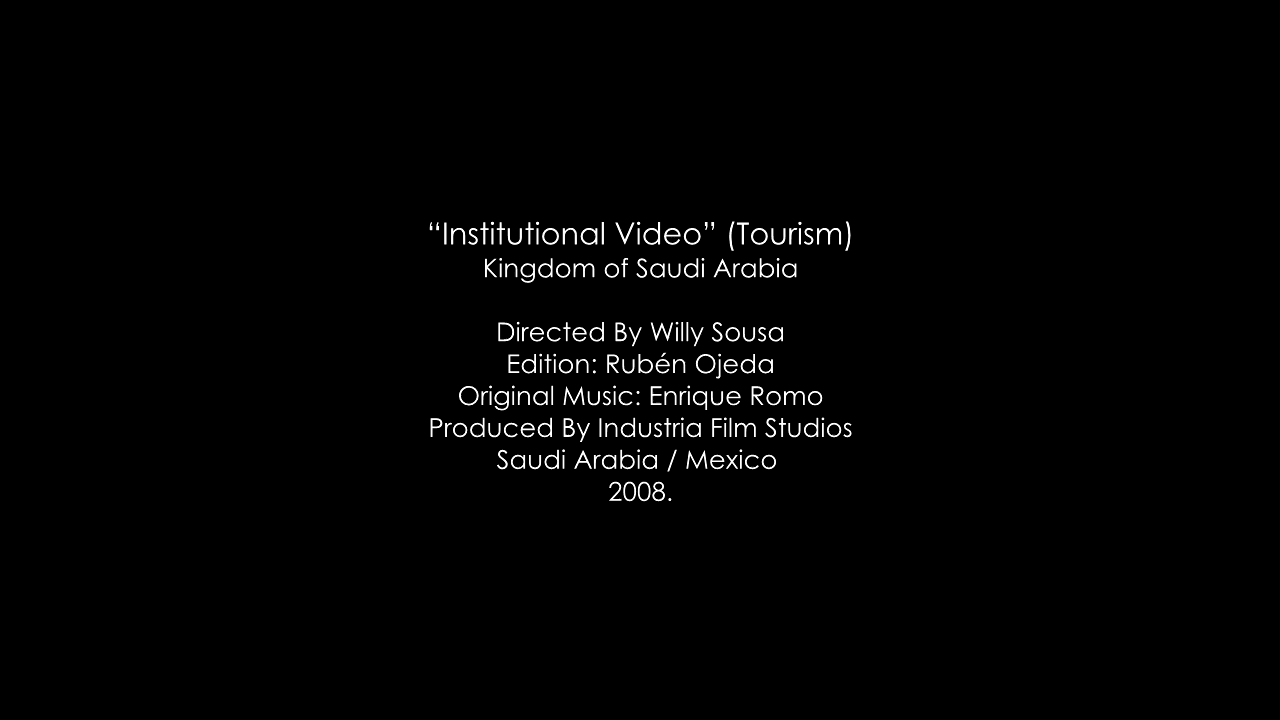 “Institutional Video” (Tourism)
Kingdom of Saudi Arabia
Directed By Willy Sousa
Edition: Rubén Ojeda
Original Music: Enrique Romo
Produced By Industria Film Studios
Saudi Arabia / Mexico
2008.